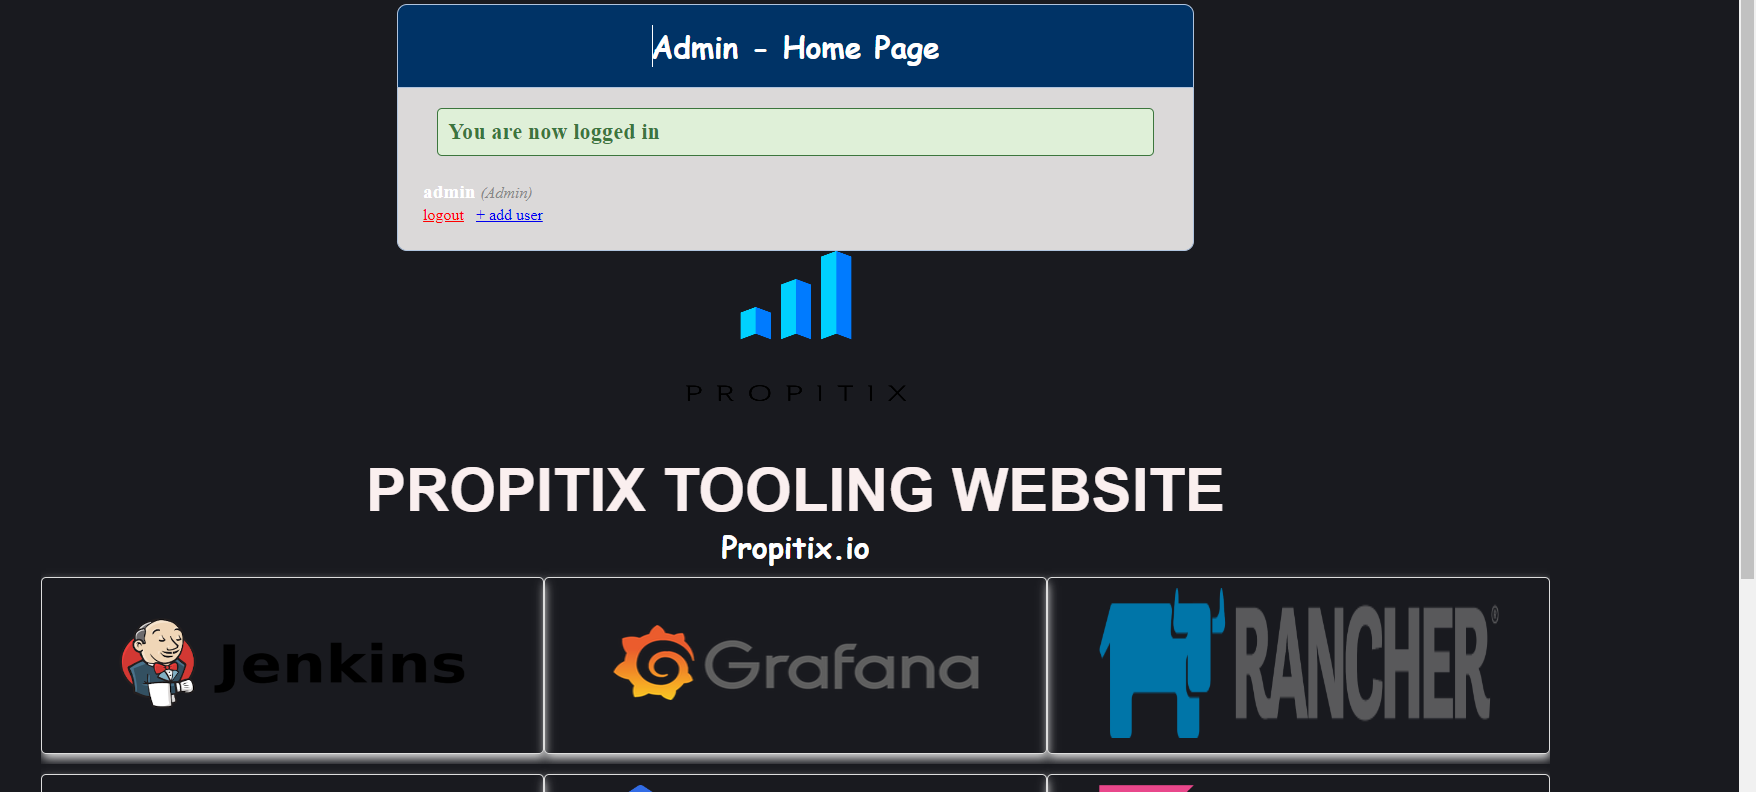 Admin - Home Page
You are now logged in
admin (Admin)
logout + add user
PROPITIX
PROPITIX TOOLING WEBSITE
Propitix.io
Jenkins
Grafana
RANCHER®